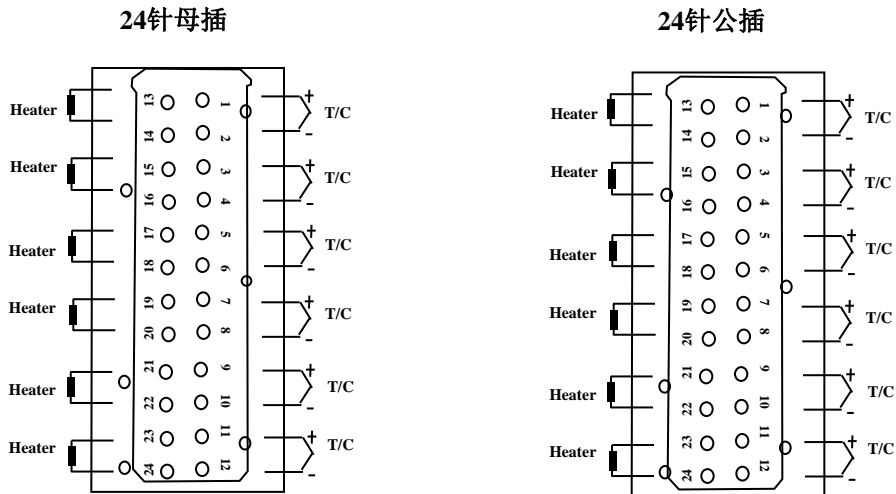 24针母插
24针公插
Heater 13 1 + T/C
14 2 -
Heater 15 3 + T/C
16 4 -
Heater 17 5 + T/C
18 6 -
Heater 19 7 + T/C
20 8 -
Heater 21 9 + T/C
22 10 -
Heater 23 11 + T/C
24 12 -
Heater 13 1 + T/C
14 2 -
Heater 15 3 + T/C
16 4 -
Heater 17 5 + T/C
18 6 -
Heater 19 7 + T/C
20 8 -
Heater 21 9 + T/C
22 10 -
Heater 23 11 + T/C
24 12 -